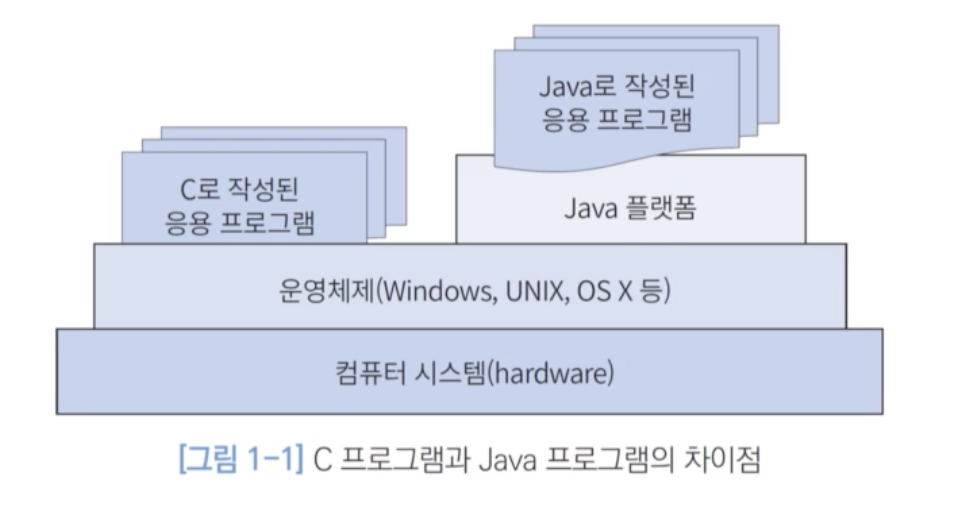 Java로 작성된
응용 프로그램
C로 작성된
응용 프로그램
Java 플랫폼
운영체제(Windows, UNIX, OS X 등)
컴퓨터 시스템(hardware)
[그림 1-1] C 프로그램과 Java 프로그램의 차이점